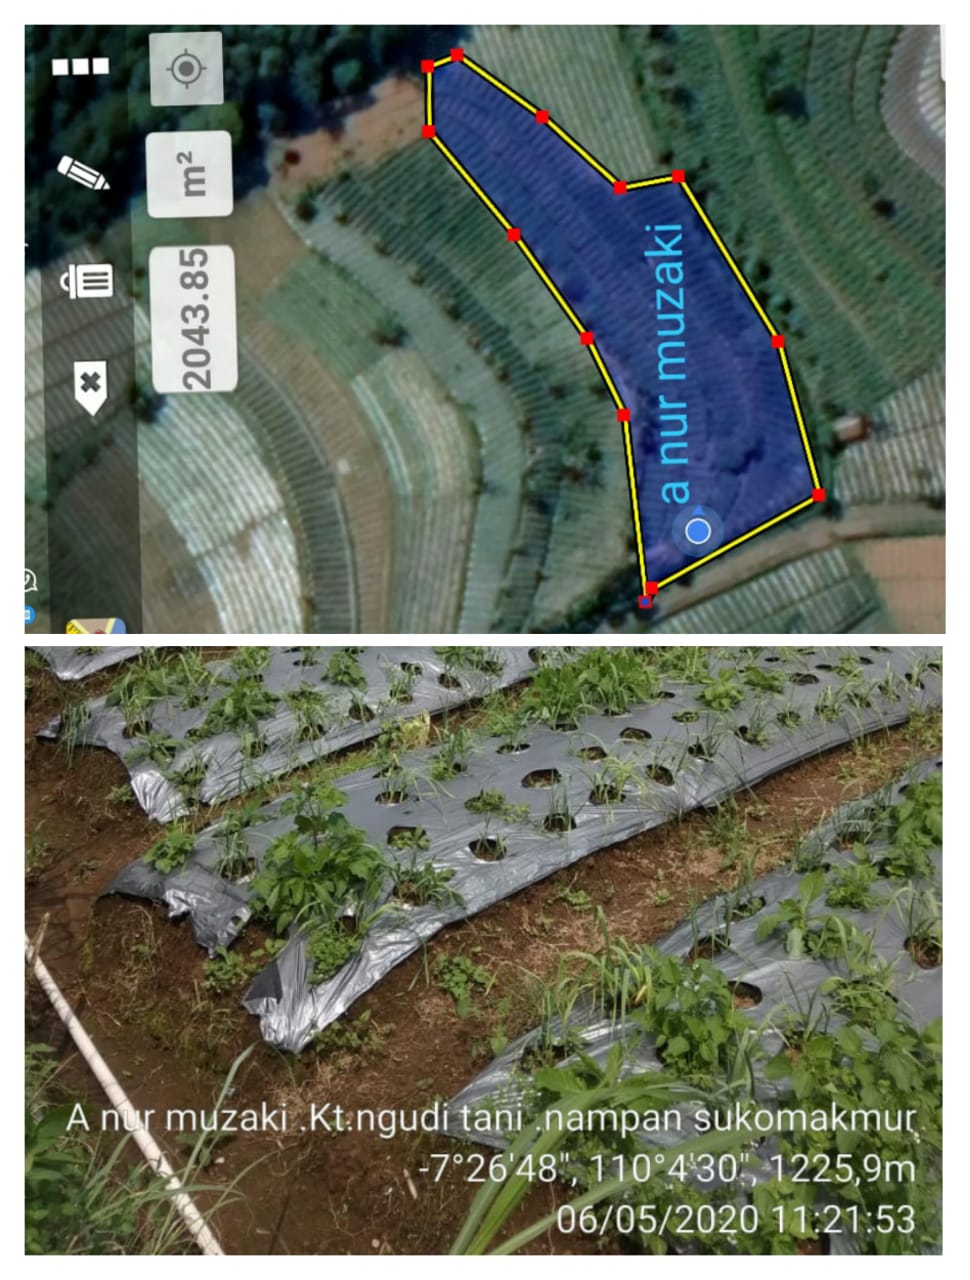 m²
2043.85
a nur muzaki
A nur muzaki .Kt.ngudi tani .nampan sukomakmur
-7°26'48", 110°4'30", 1225,9m
06/05/2020 11:21:53